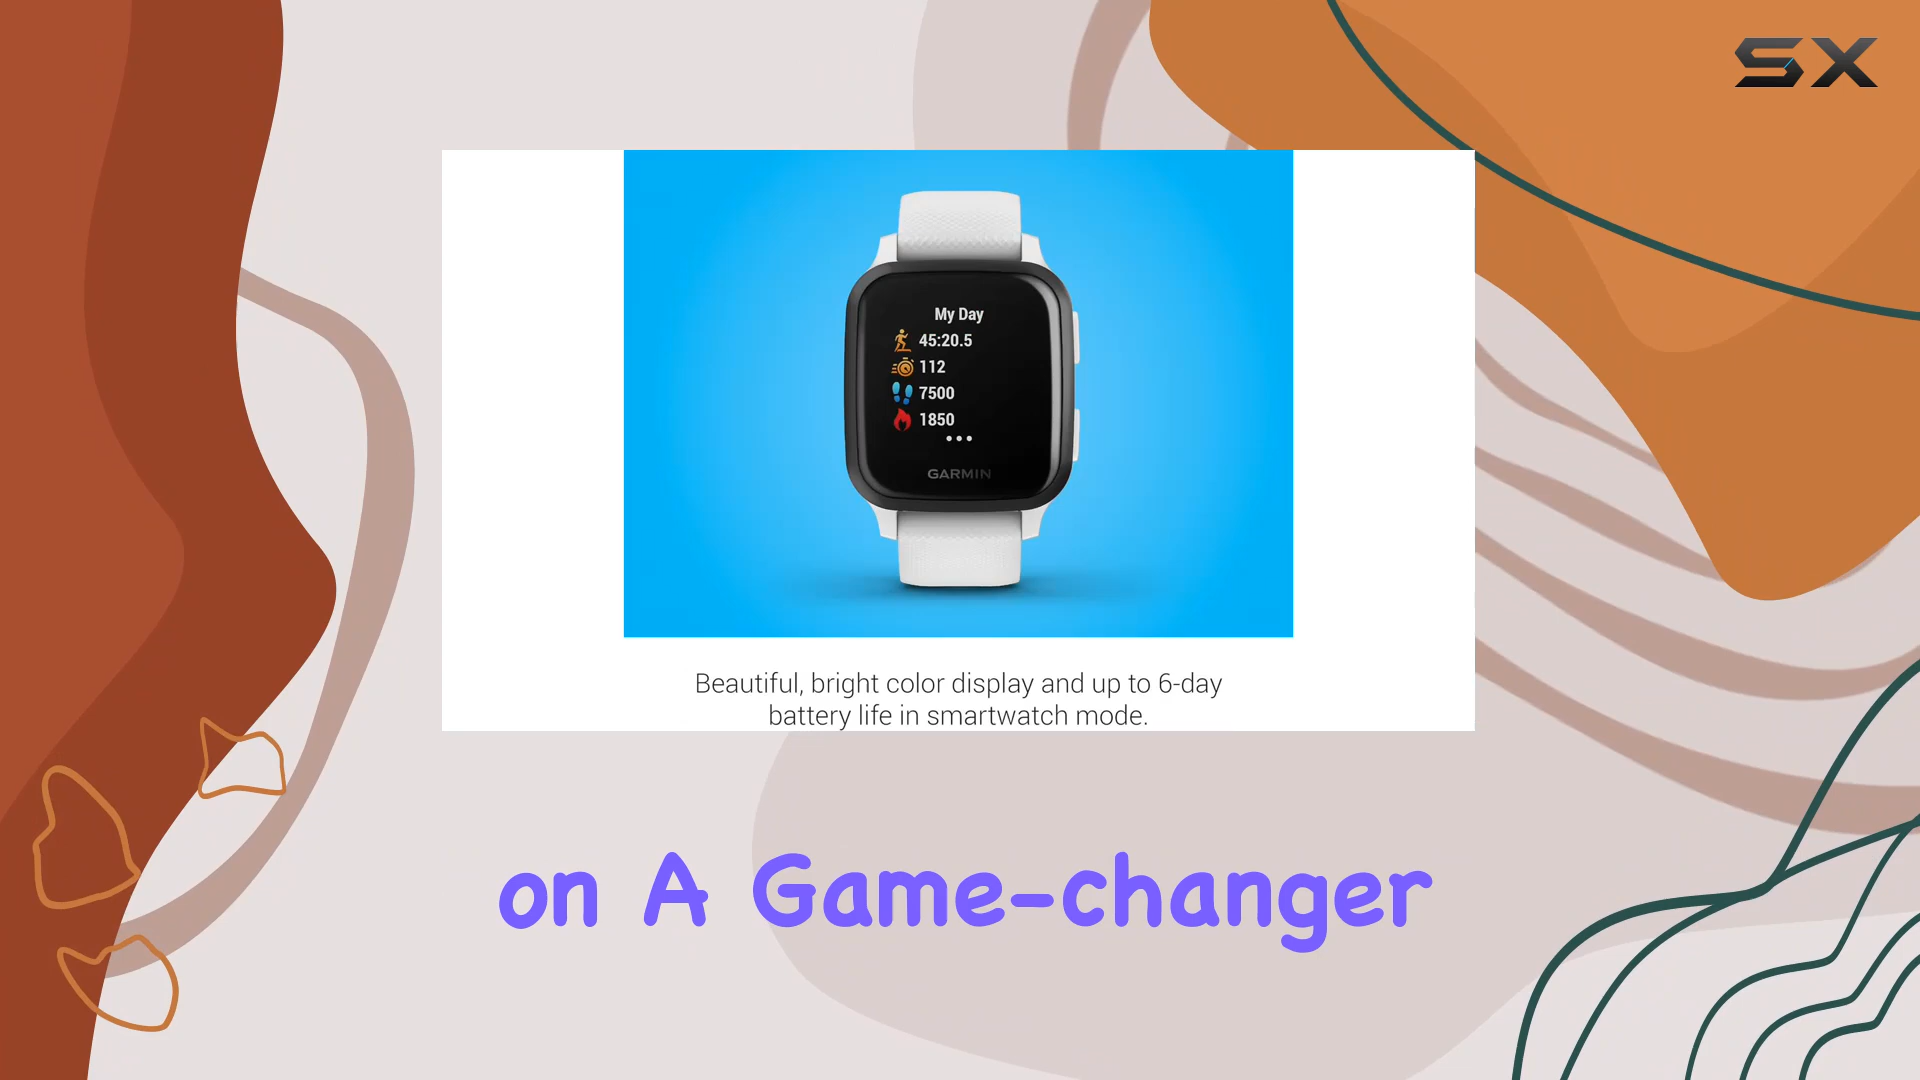 SX
My Day
45:20.5
112
7500
1850
GARMIN
Beautiful, bright color display and up to 6-day
battery life in smartwatch mode.
on A Game-changer